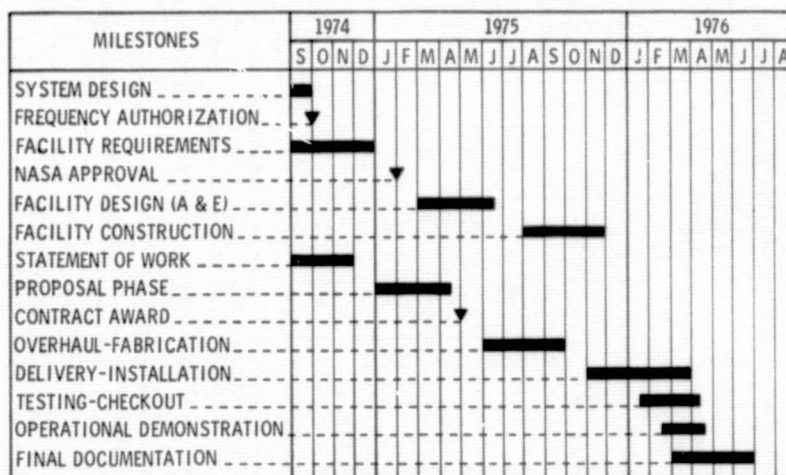 MILESTONES
1974 1975 1976
S O N D J F M A M J J A S O N D J F M A M J J A
SYSTEM DESIGN
FREQUENCY AUTHORIZATION
FACILITY REQUIREMENTS
NASA APPROVAL
FACILITY DESIGN (A & E)
FACILITY CONSTRUCTION
STATEMENT OF WORK
PROPOSAL PHASE
CONTRACT AWARD
OVERHAUL-FABRICATION
DELIVERY-INSTALLATION
TESTING-CHECKOUT
OPERATIONAL DEMONSTRATION
FINAL DOCUMENTATION